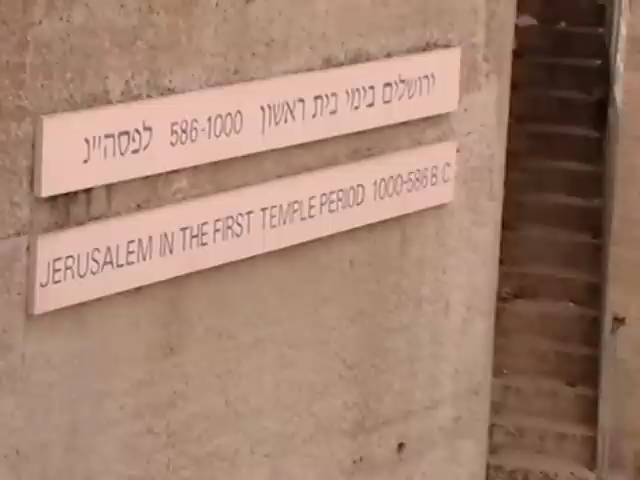 ירושלים בימי בית ראשון 586-1000 לפסה״נ
JERUSALEM IN THE FIRST TEMPLE PERIOD 1000-586 B.C